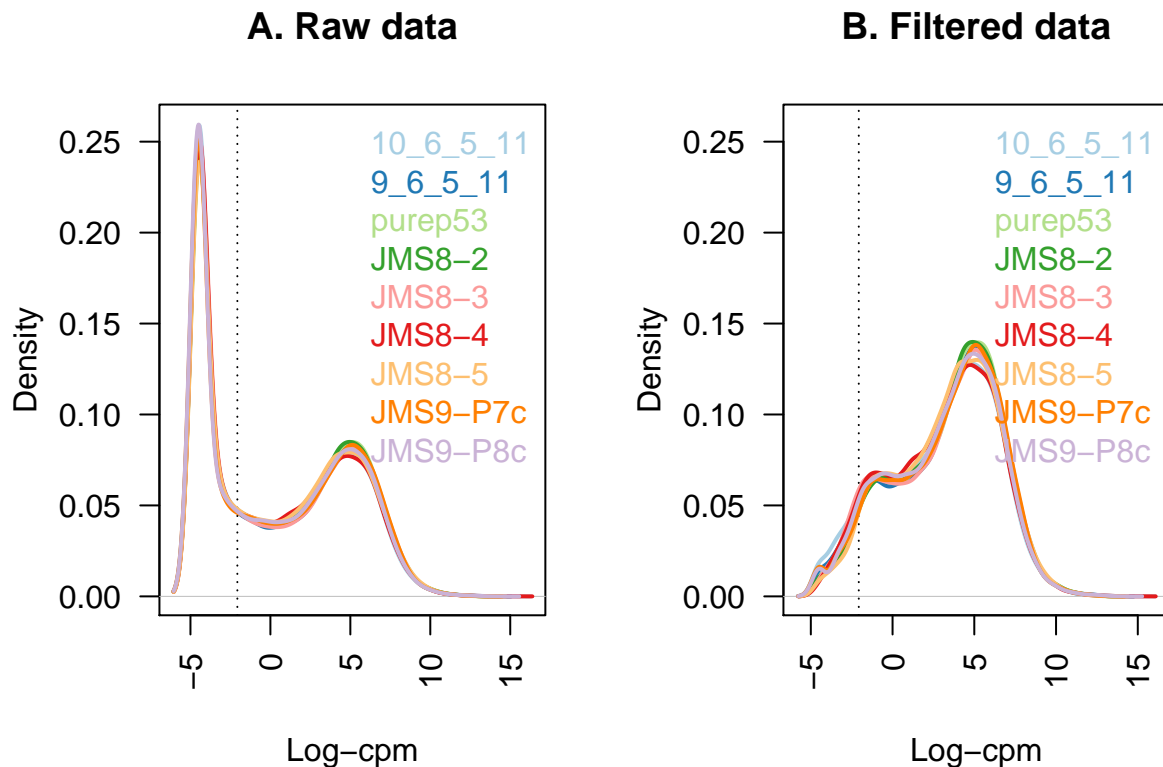 A. Raw data
Density
0.25
0.20
0.15
0.10
0.05
0.00
10_6_5_11
9_6_5_11
purep53
JMS8−2
JMS8−3
JMS8−4
JMS8−5
JMS9−P7c
JMS9−P8c
−5
0
5
10
15
Log−cpm
B. Filtered data
Density
0.25
0.20
0.15
0.10
0.05
0.00
10_6_5_11
9_6_5_11
purep53
JMS8−2
JMS8−3
JMS8−4
JMS8−5
JMS9−P7c
JMS9−P8c
−5
0
5
10
15
Log−cpm